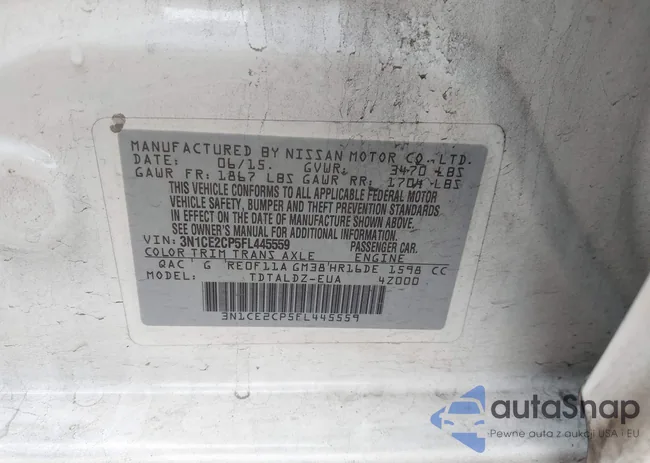 MANUFACTURED BY NISSAN MOTOR CO., LTD.
DATE: 06/15. GVWR: 3470 LBS
GAWR FR: 1867 LBS GAWR RR: 1704 LBS
THIS VEHICLE CONFORMS TO ALL APPLICABLE FEDERAL MOTOR
VEHICLE SAFETY, BUMPER AND THEFT PREVENTION STANDARDS
IN EFFECT ON THE DATE OF MANUFACTURE SHOWN ABOVE.
SEE OWNER'S MANUAL FOR ADDITIONAL INFORMATION.
VIN: 3N1CE2CP5FL445559 PASSENGER CAR.
COLOR TRIM TRANS AXLE ENGINE
QAC G RE0F11A GM38 HR16DE 1598 CC
MODEL: TDTALDZ-EUA 42000
3N1CE2CP5FL445559
autoSnap
Pewne auta z aukcji USA i EU